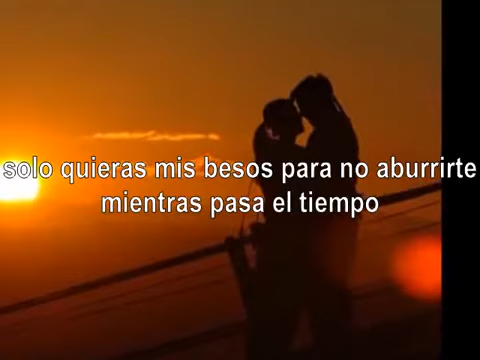 solo quieras mis besos para no aburrirte
mientras pasa el tiempo